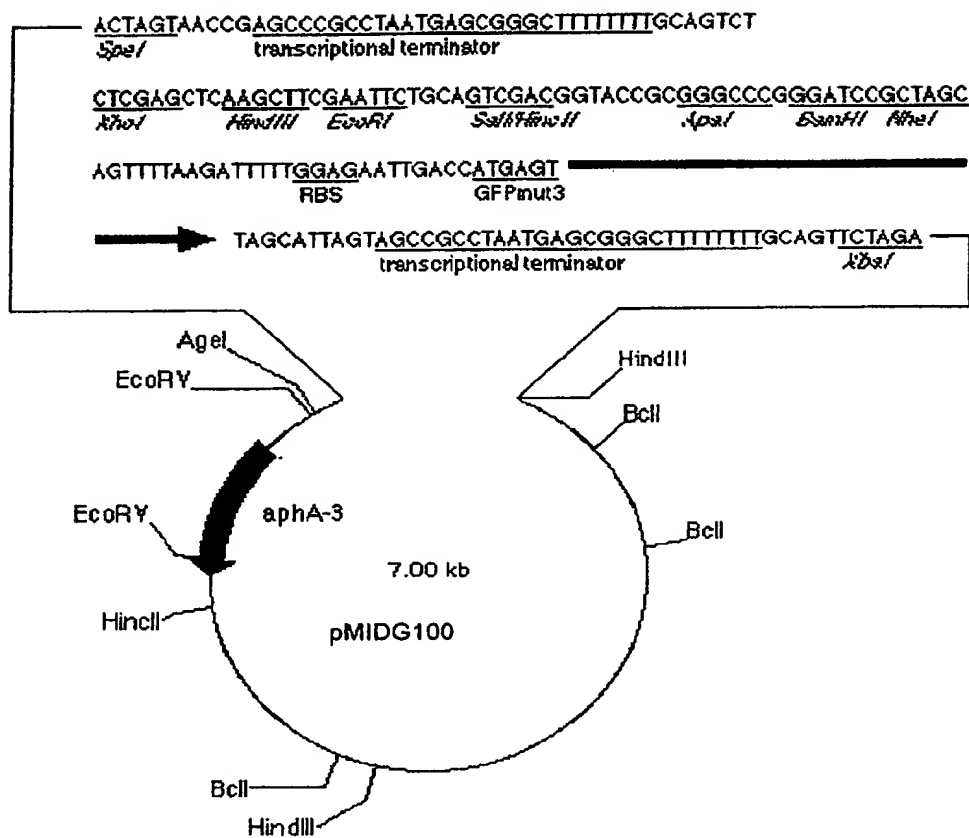 ACTAGTAACCGAGCCCGCCTAATGAGCGGGCTTTTTTTTGCAGTCT
SpeI transcriptional terminator
CTCGAGCTCAAGCTTCGAATTCTGCAGTCGACGGTACCGCGGGCCCGGGATCCGCTAGC
XhoI HindIII EcoRI SalI/HincII ApaI BamHI NheI
AGTTTTAAGATTTTTGGAGAATTGACCATGAGT
RBS GFPmut3
TAGCATTAGTAGCCGCCTAATGAGCGGGCTTTTTTTTGCAGTTCTAGA
transcriptional terminator XbaI
AgeI
HindIII
EcoRV
BclI
aphA-3
EcoRV
BclI
7.00 kb
HincII
pMIDG100
BclI
HindIII